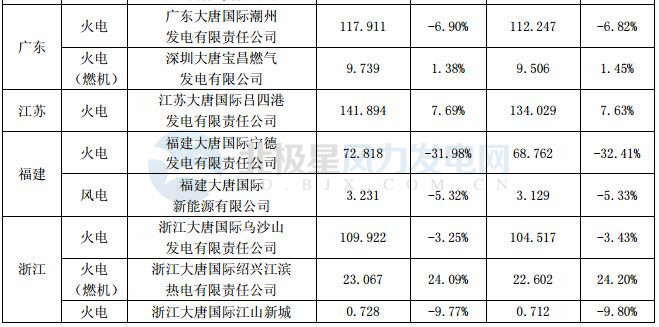 广东
火电
广东大唐国际潮州
发电有限责任公司
117.911
-6.90%
112.247
-6.82%
火电
（燃机）
深圳大唐宝昌燃气
发电有限公司
9.739
1.38%
9.506
1.45%
江苏
火电
江苏大唐国际吕四港
发电有限责任公司
141.894
7.69%
134.029
7.63%
福建
火电
福建大唐国际宁德
发电有限责任公司
72.818
-31.98%
68.762
-32.41%
风电
福建大唐国际
新能源有限公司
3.231
-5.32%
3.129
-5.33%
浙江
火电
浙江大唐国际乌沙山
发电有限责任公司
109.922
-3.25%
104.517
-3.43%
火电
（燃机）
浙江大唐国际绍兴江滨
热电有限责任公司
23.067
24.09%
22.602
24.20%
火电
浙江大唐国际江山新城
0.728
-9.77%
0.712
-9.80%
北极星风力发电网
FD.BJX.COM.CN